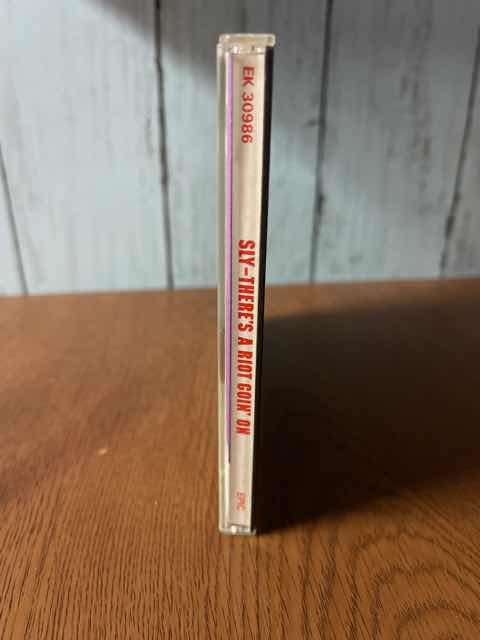 EK 30986
SLY–THERE'S A RIOT GOIN' ON
EPIC